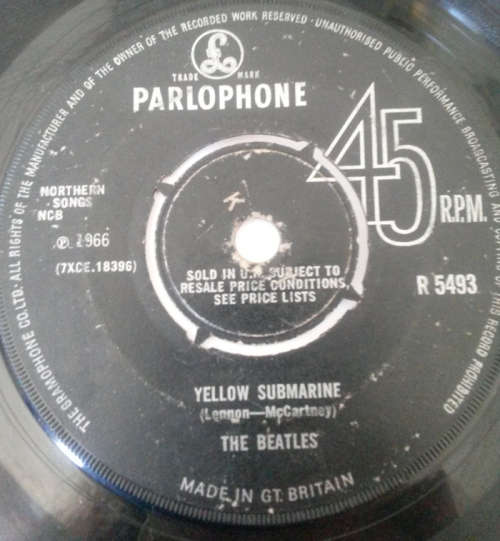 THE GRAMOPHONE CO. LTD. ALL RIGHTS OF THE MANUFACTURER AND OF THE OWNER OF THE RECORDED WORK RESERVED · UNAUTHORISED PUBLIC PERFORMANCE BROADCASTING AND COPYING OF THIS RECORD PROHIBITED
£
TRADE MARK
PARLOPHONE
45
R.P.M.
NORTHERN
SONGS
NCB
℗ 1966
(7XCE.18396)
K T
SOLD IN U.K. SUBJECT TO
RESALE PRICE CONDITIONS,
SEE PRICE LISTS
R 5493
YELLOW SUBMARINE
(Lennon—McCartney)
THE BEATLES
MADE IN GT. BRITAIN